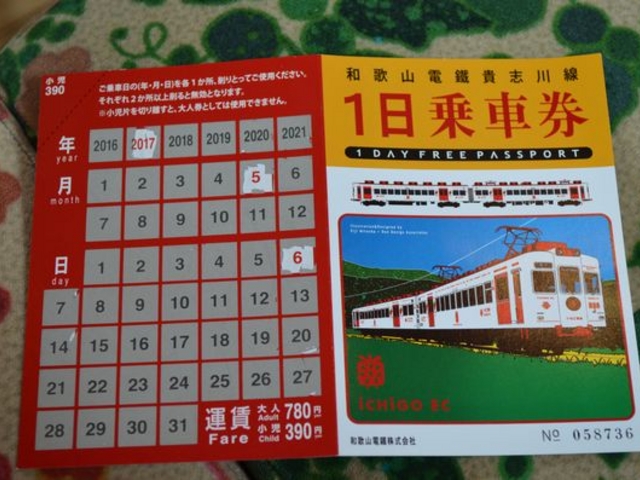 小児
390
ご乗車日の(年・月・日)を各1か所、削りとってご使用ください。
それぞれ2か所以上削ると無効となります。
※小児片を切り離すと、大人券としては使用できません。
年
year
2016 2017 2018 2019 2020 2021
月
month
1 2 3 4 5 6
7 8 9 10 11 12
日
day
1 2 3 4 5 6
7 8 9 10 11 12 13
14 15 16 17 18 19 20
21 22 23 24 25 26 27
28 29 30 31
運賃
Fare
大人 780円
Adult
小児 390円
Child
和歌山電鐵貴志川線
1日乗車券
1 DAY FREE PASSPORT
iCHiGO EC
和歌山電鐵株式会社
No 058736